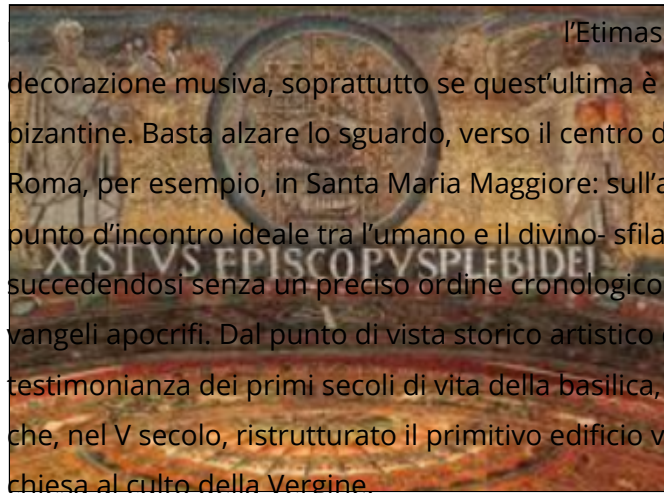 l'Etimas
decorazione musiva, soprattutto se quest'ultima è
bizantine. Basta alzare lo sguardo, verso il centro d
Roma, per esempio, in Santa Maria Maggiore: sull'a
punto d'incontro ideale tra l'umano e il divino- sfila
XYSTVS EPISCOPVSPLEBIDEI
succedendosi senza un preciso ordine cronologico
vangeli apocrifi. Dal punto di vista storico artistico
testimonianza dei primi secoli di vita della basilica,
che, nel V secolo, ristrutturato il primitivo edificio v
chiesa al culto della Vergine.